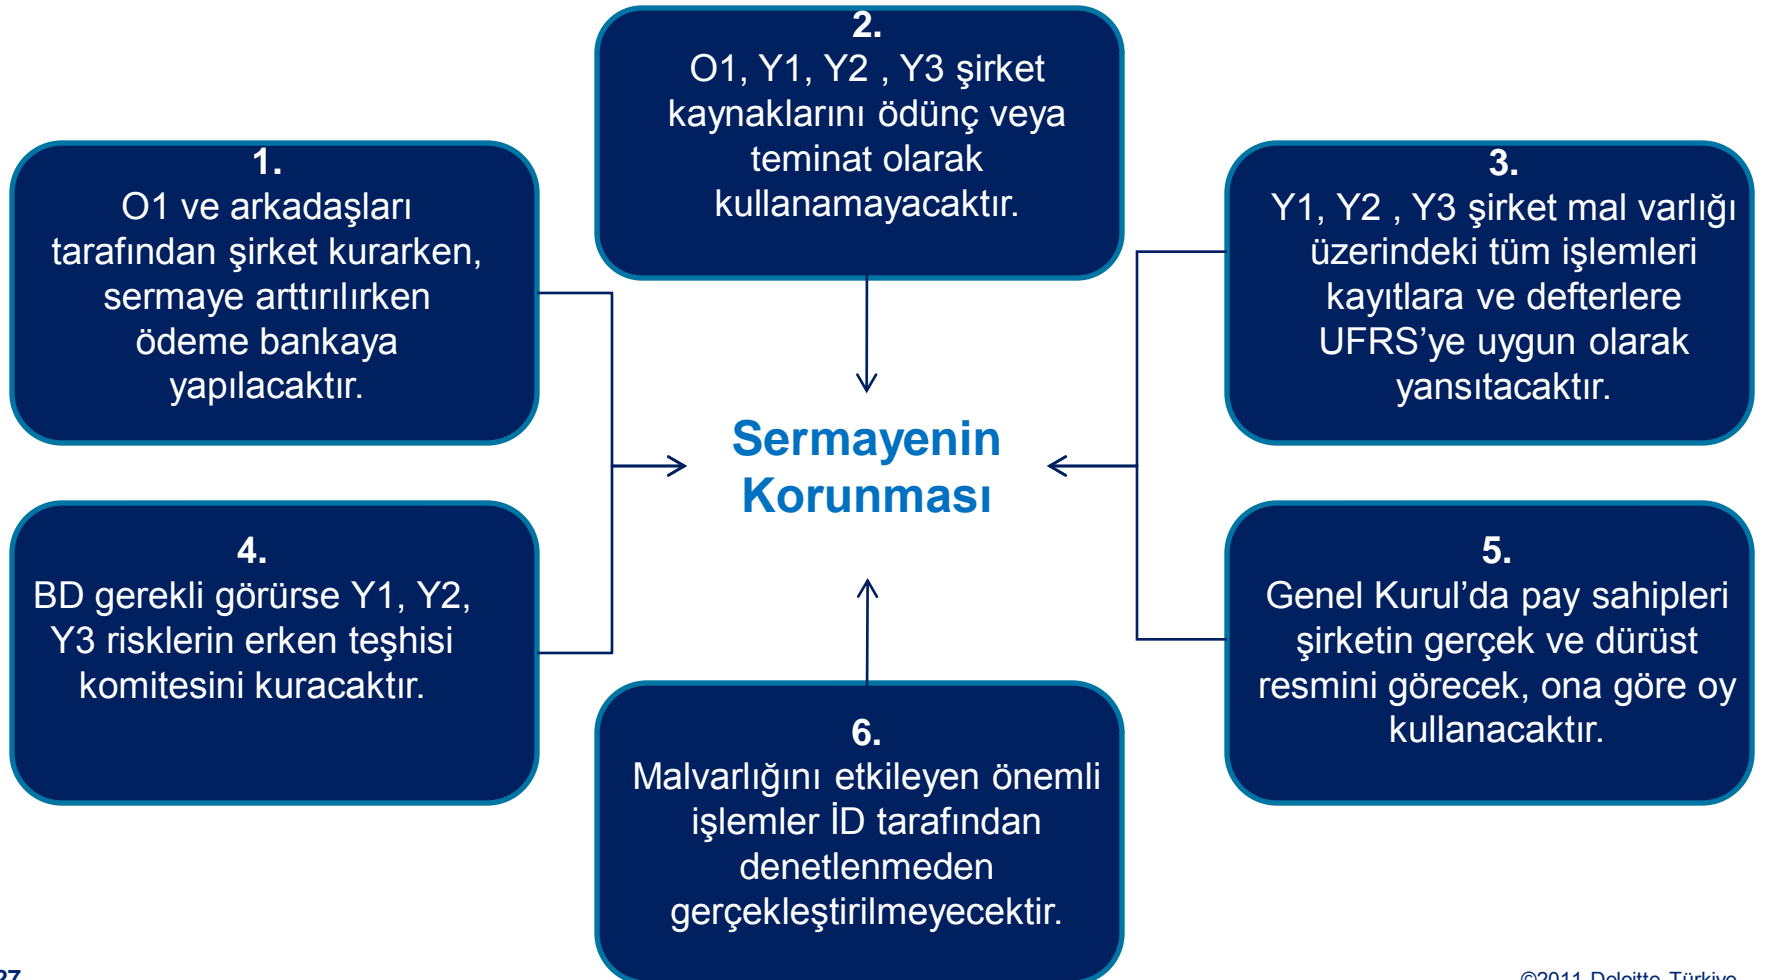 1.
O1 ve arkadaşları
tarafından şirket kurarken,
sermaye arttırılırken
ödeme bankaya
yapılacaktır.
2.
O1, Y1, Y2 , Y3 şirket
kaynaklarını ödünç veya
teminat olarak
kullanamayacaktır.
3.
Y1, Y2 , Y3 şirket mal varlığı
üzerindeki tüm işlemleri
kayıtlara ve defterlere
UFRS’ye uygun olarak
yansıtacaktır.
Sermayenin
Korunması
4.
BD gerekli görürse Y1, Y2,
Y3 risklerin erken teşhisi
komitesini kuracaktır.
5.
Genel Kurul’da pay sahipleri
şirketin gerçek ve dürüst
resmini görecek, ona göre oy
kullanacaktır.
6.
Malvarlığını etkileyen önemli
işlemler İD tarafından
denetlenmeden
gerçekleştirilmeyecektir.
27
©2011 Deloitte Türkiye